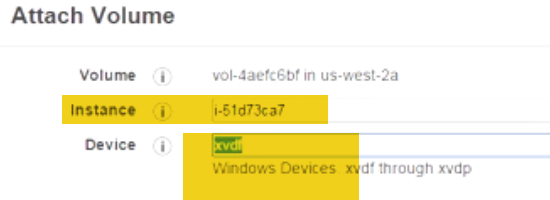 Attach Volume
Volume i vol-4aefc6bf in us-west-2a
Instance i i-51d73ca7
Device i xvdf
Windows Devices: xvdf through xvdp